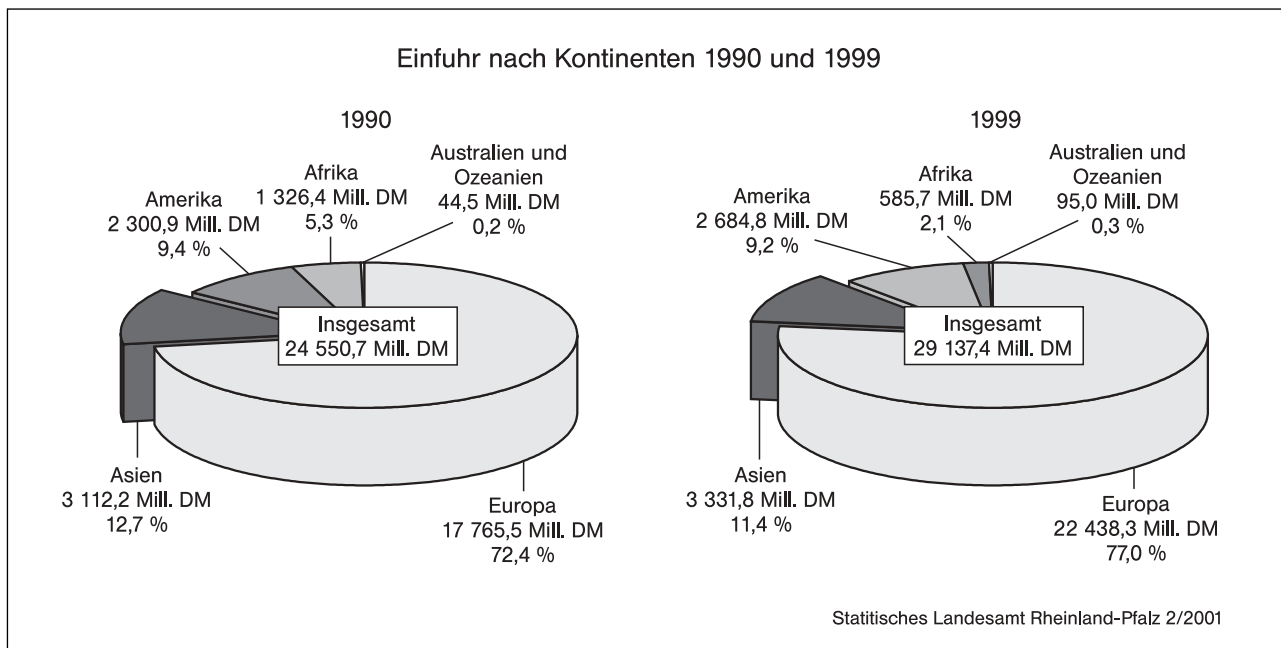 Einfuhr nach Kontinenten 1990 und 1999
1990
Australien und
Ozeanien
44,5 Mill. DM
0,2 %
Afrika
1 326,4 Mill. DM
5,3 %
Amerika
2 300,9 Mill. DM
9,4 %
Insgesamt
24 550,7 Mill. DM
Asien
3 112,2 Mill. DM
12,7 %
Europa
17 765,5 Mill. DM
72,4 %
1999
Australien und
Ozeanien
95,0 Mill. DM
0,3 %
Afrika
585,7 Mill. DM
2,1 %
Amerika
2 684,8 Mill. DM
9,2 %
Insgesamt
29 137,4 Mill. DM
Asien
3 331,8 Mill. DM
11,4 %
Europa
22 438,3 Mill. DM
77,0 %
Statitisches Landesamt Rheinland-Pfalz 2/2001